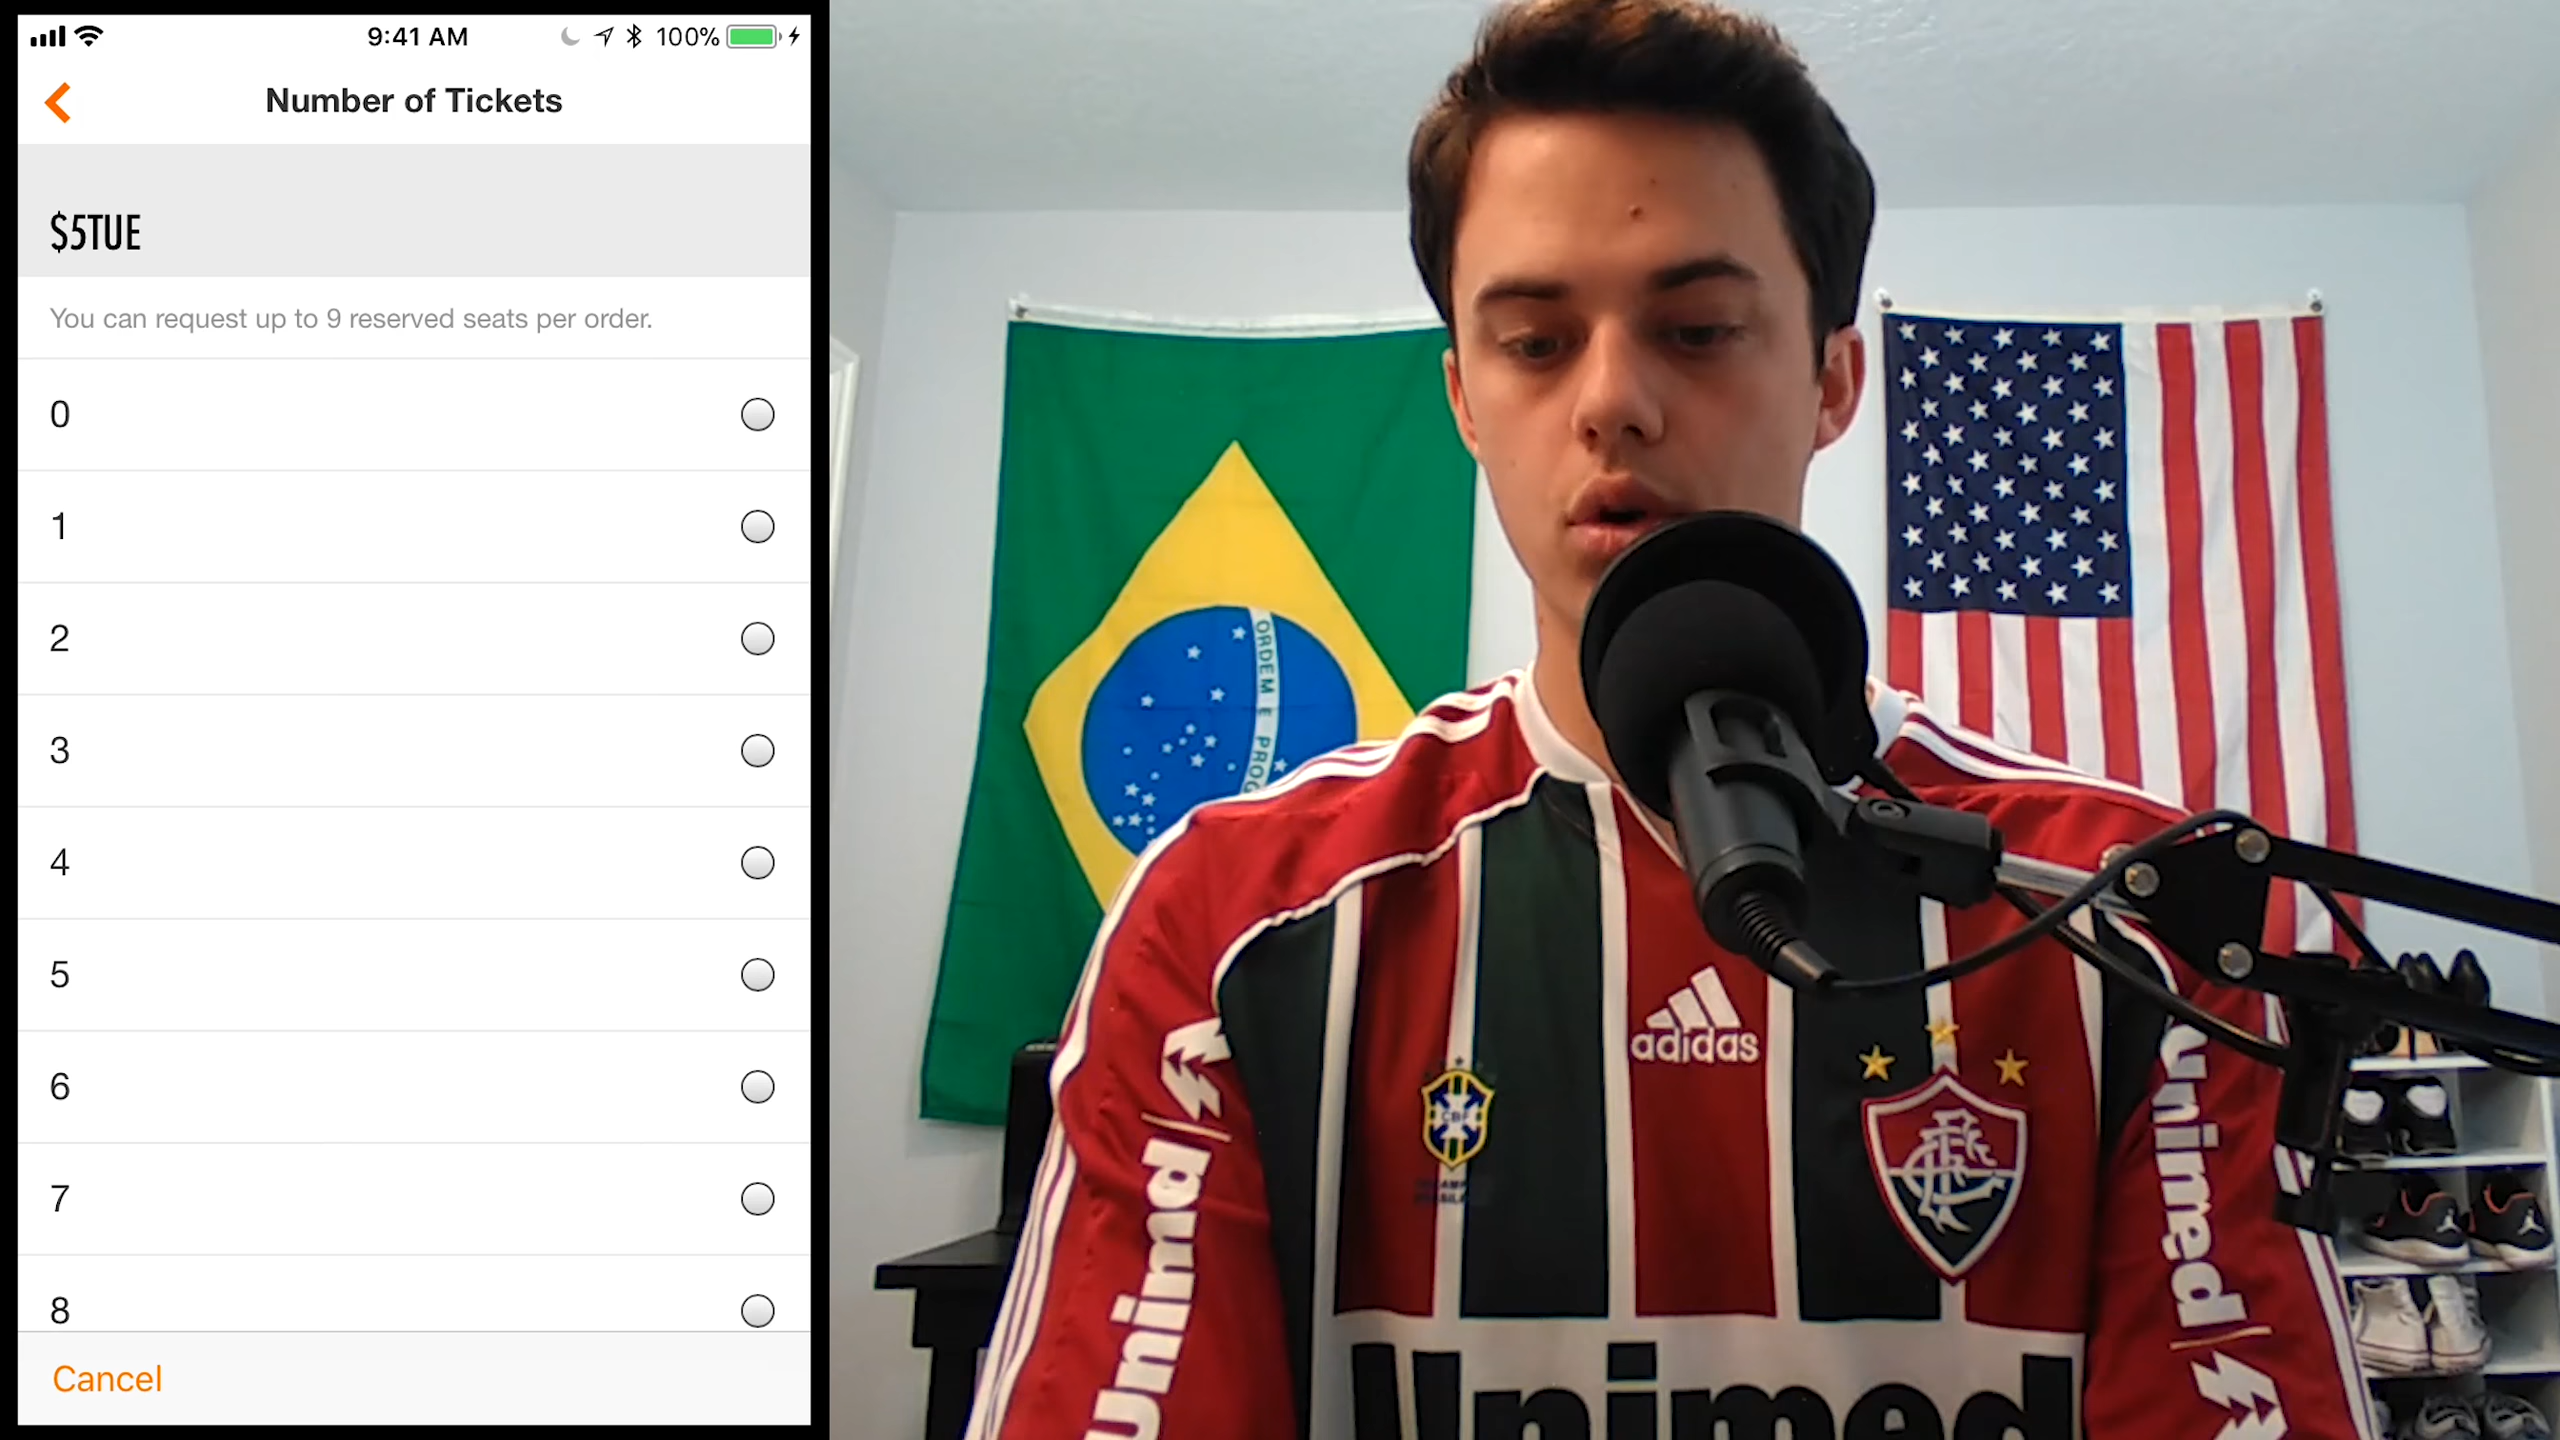 9:41 AM
100%
Number of Tickets
$5TUE
You can request up to 9 reserved seats per order.
0
1
2
3
4
5
6
7
8
Cancel
ORDEM E PROG
adidas
CBF
Unimed
unimed
Unimed